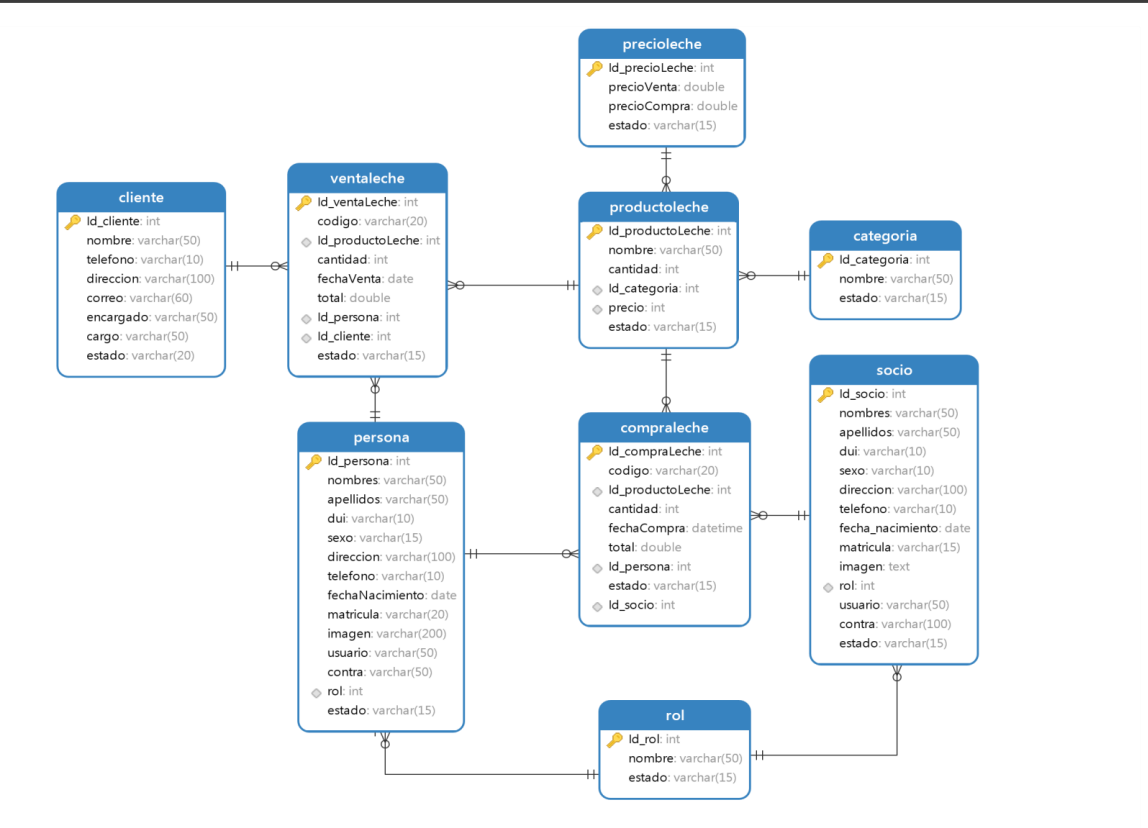 precioleche
Id_precioLeche: int
precioVenta: double
precioCompra: double
estado: varchar(15)
ventaleche
Id_ventaLeche: int
codigo: varchar(20)
Id_productoLeche: int
cantidad: int
fechaVenta: date
total: double
Id_persona: int
Id_cliente: int
estado: varchar(15)
cliente
Id_cliente: int
nombre: varchar(50)
telefono: varchar(10)
direccion: varchar(100)
correo: varchar(60)
encargado: varchar(50)
cargo: varchar(50)
estado: varchar(20)
productoleche
Id_productoLeche: int
nombre: varchar(50)
cantidad: int
Id_categoria: int
precio: int
estado: varchar(15)
categoria
Id_categoria: int
nombre: varchar(50)
estado: varchar(15)
socio
Id_socio: int
nombres: varchar(50)
apellidos: varchar(50)
dui: varchar(10)
sexo: varchar(10)
direccion: varchar(100)
telefono: varchar(10)
fecha_nacimiento: date
matricula: varchar(15)
imagen: text
rol: int
usuario: varchar(50)
contra: varchar(100)
estado: varchar(15)
compraleche
Id_compraLeche: int
codigo: varchar(20)
Id_productoLeche: int
cantidad: int
fechaCompra: datetime
total: double
Id_persona: int
estado: varchar(15)
Id_socio: int
persona
Id_persona: int
nombres: varchar(50)
apellidos: varchar(50)
dui: varchar(10)
sexo: varchar(15)
direccion: varchar(100)
telefono: varchar(10)
fechaNacimiento: date
matricula: varchar(20)
imagen: varchar(200)
usuario: varchar(50)
contra: varchar(50)
rol: int
estado: varchar(15)
rol
Id_rol: int
nombre: varchar(50)
estado: varchar(15)